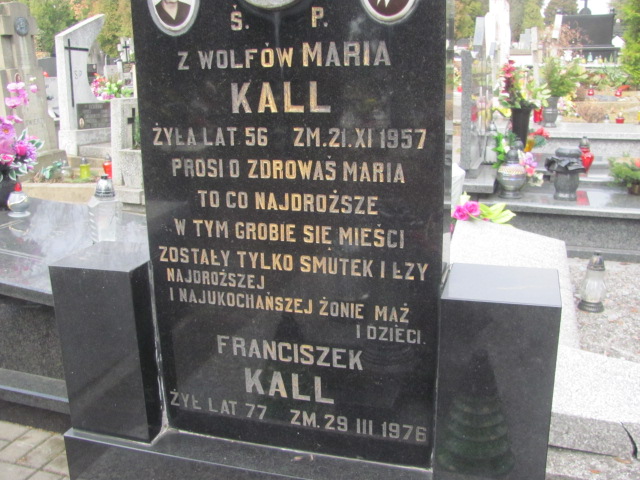 Ś. P.
Z WOLFÓW MARIA
KALL
ŻYŁA LAT 56 ZM. 21. XI 1957
PROSI O ZDROWAŚ MARIA
TO CO NAJDROŻSZE
W TYM GROBIE SIĘ MIEŚCI
ZOSTAŁY TYLKO SMUTEK I ŁZY
NAJDROŻSZEJ
I NAJUKOCHAŃSZEJ ŻONIE MĄŻ
I DZIECI.
FRANCISZEK
KALL
ŻYŁ LAT 77 ZM. 29 III 1976